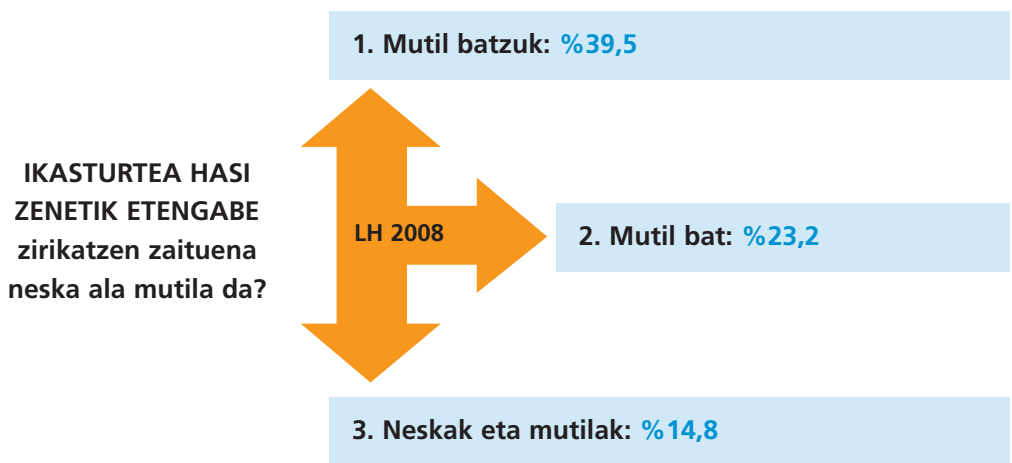 1. Mutil batzuk: %39,5
IKASTURTEA HASI
ZENETIK ETENGABE
zirikatzen zaituena
neska ala mutila da?
LH 2008
2. Mutil bat: %23,2
3. Neskak eta mutilak: %14,8